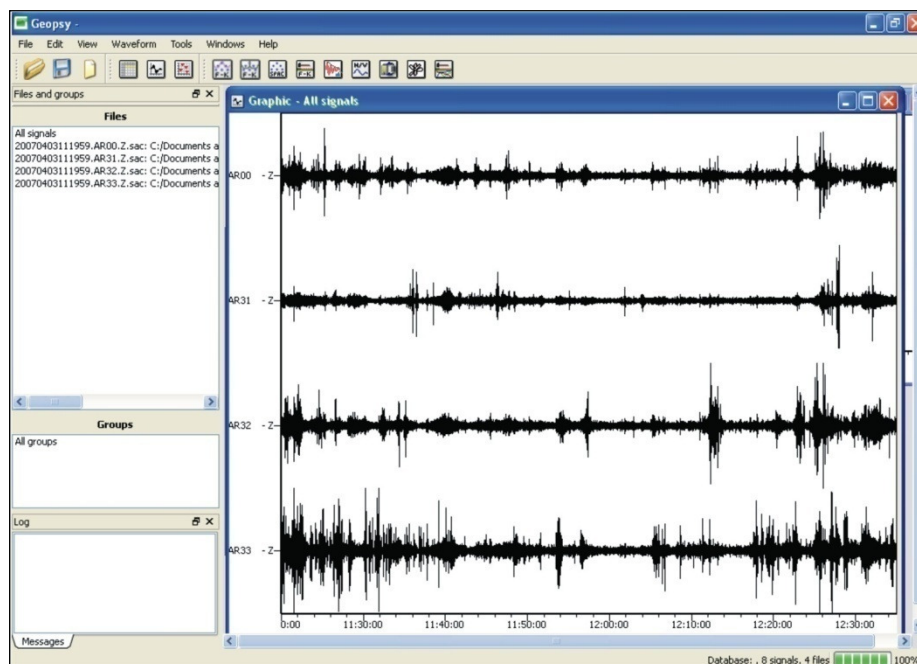 Geopsy -
File Edit View Waveform Tools Windows Help
Files and groups
Files
All signals
20070403111959.AR00.Z.sac: C:/Documents a
20070403111959.AR31.Z.sac: C:/Documents a
20070403111959.AR32.Z.sac: C:/Documents a
20070403111959.AR33.Z.sac: C:/Documents a
Groups
All groups
Log
Messages
Graphic - All signals
AR00 - Z
AR31 - Z
AR32 - Z
AR33 - Z
0:00 11:30:00 11:40:00 11:50:00 12:00:00 12:10:00 12:20:00 12:30:00
Database: , 8 signals, 4 files 100%